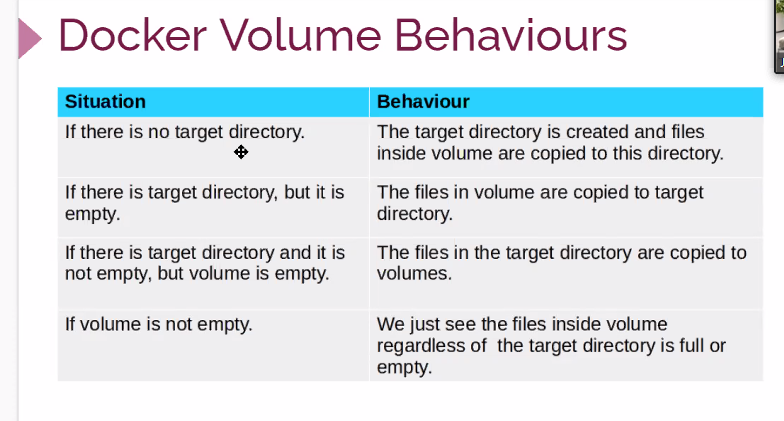 Docker Volume Behaviours
Situation
Behaviour
If there is no target directory.
The target directory is created and files
inside volume are copied to this directory.
If there is target directory, but it is
empty.
The files in volume are copied to target
directory.
If there is target directory and it is
not empty, but volume is empty.
The files in the target directory are copied to
volumes.
If volume is not empty.
We just see the files inside volume
regardless of  the target directory is full or
empty.